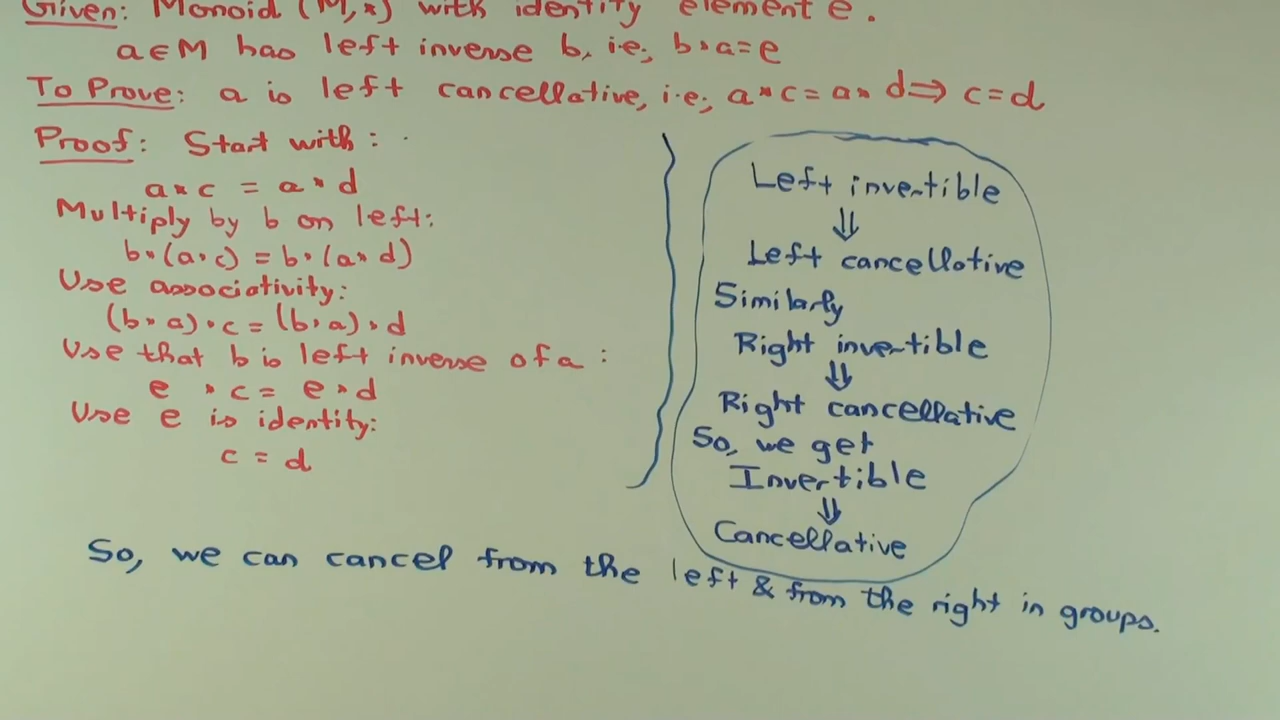 Given: Monoid (M,*) with identity element e.
a∈M has left inverse b, i.e., b*a=e
To Prove: a is left cancellative, i.e., a*c=a*d⇒ c=d
Proof: Start with:
a*c = a*d
Multiply by b on left:
b*(a*c) = b*(a*d)
Use associativity:
(b*a)*c=(b*a)*d
Use that b is left inverse of a:
e*c= e*d
Use e is identity:
c = d
Left invertible
⇓
Left cancellative
Similarly
Right invertible
⇓
Right cancellative
So, we get
Invertible
⇓
Cancellative
So, we can cancel from the left & from the right in groups.